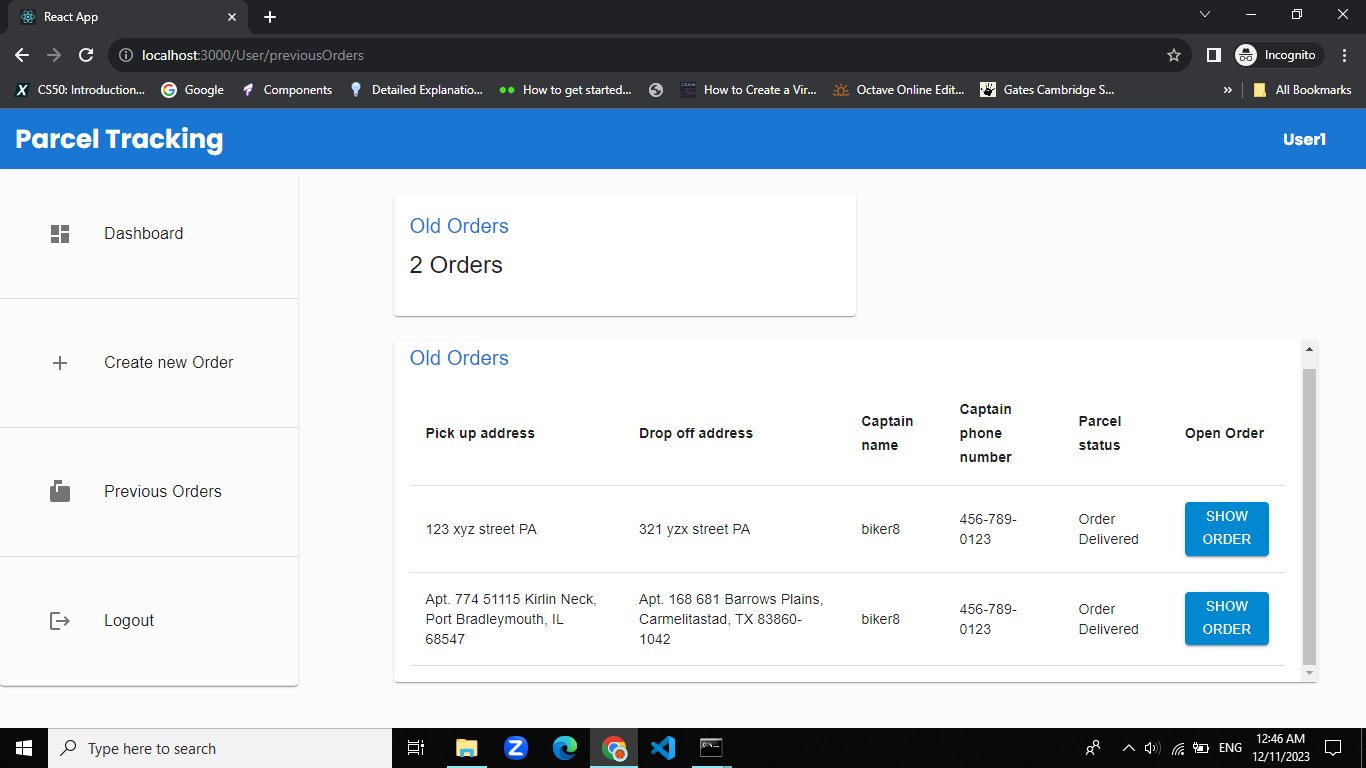 React App
localhost:3000/User/previousOrders
Incognito
CS50: Introduction...
Google
Components
Detailed Explanatio...
How to get started...
How to Create a Vir...
Octave Online Edit...
Gates Cambridge S...
»
All Bookmarks
Parcel Tracking
User1
Dashboard
Create new Order
Previous Orders
Logout
Old Orders
2 Orders
Old Orders
Pick up address
Drop off address
Captain
name
Captain
phone
number
Parcel
status
Open Order
123 xyz street PA
321 yzx street PA
biker8
456-789-
0123
Order
Delivered
SHOW
ORDER
Apt. 774 51115 Kirlin Neck,
Port Bradleymouth, IL
68547
Apt. 168 681 Barrows Plains,
Carmelitastad, TX 83860-
1042
biker8
456-789-
0123
Order
Delivered
SHOW
ORDER
Type here to search
ENG
12:46 AM
12/11/2023